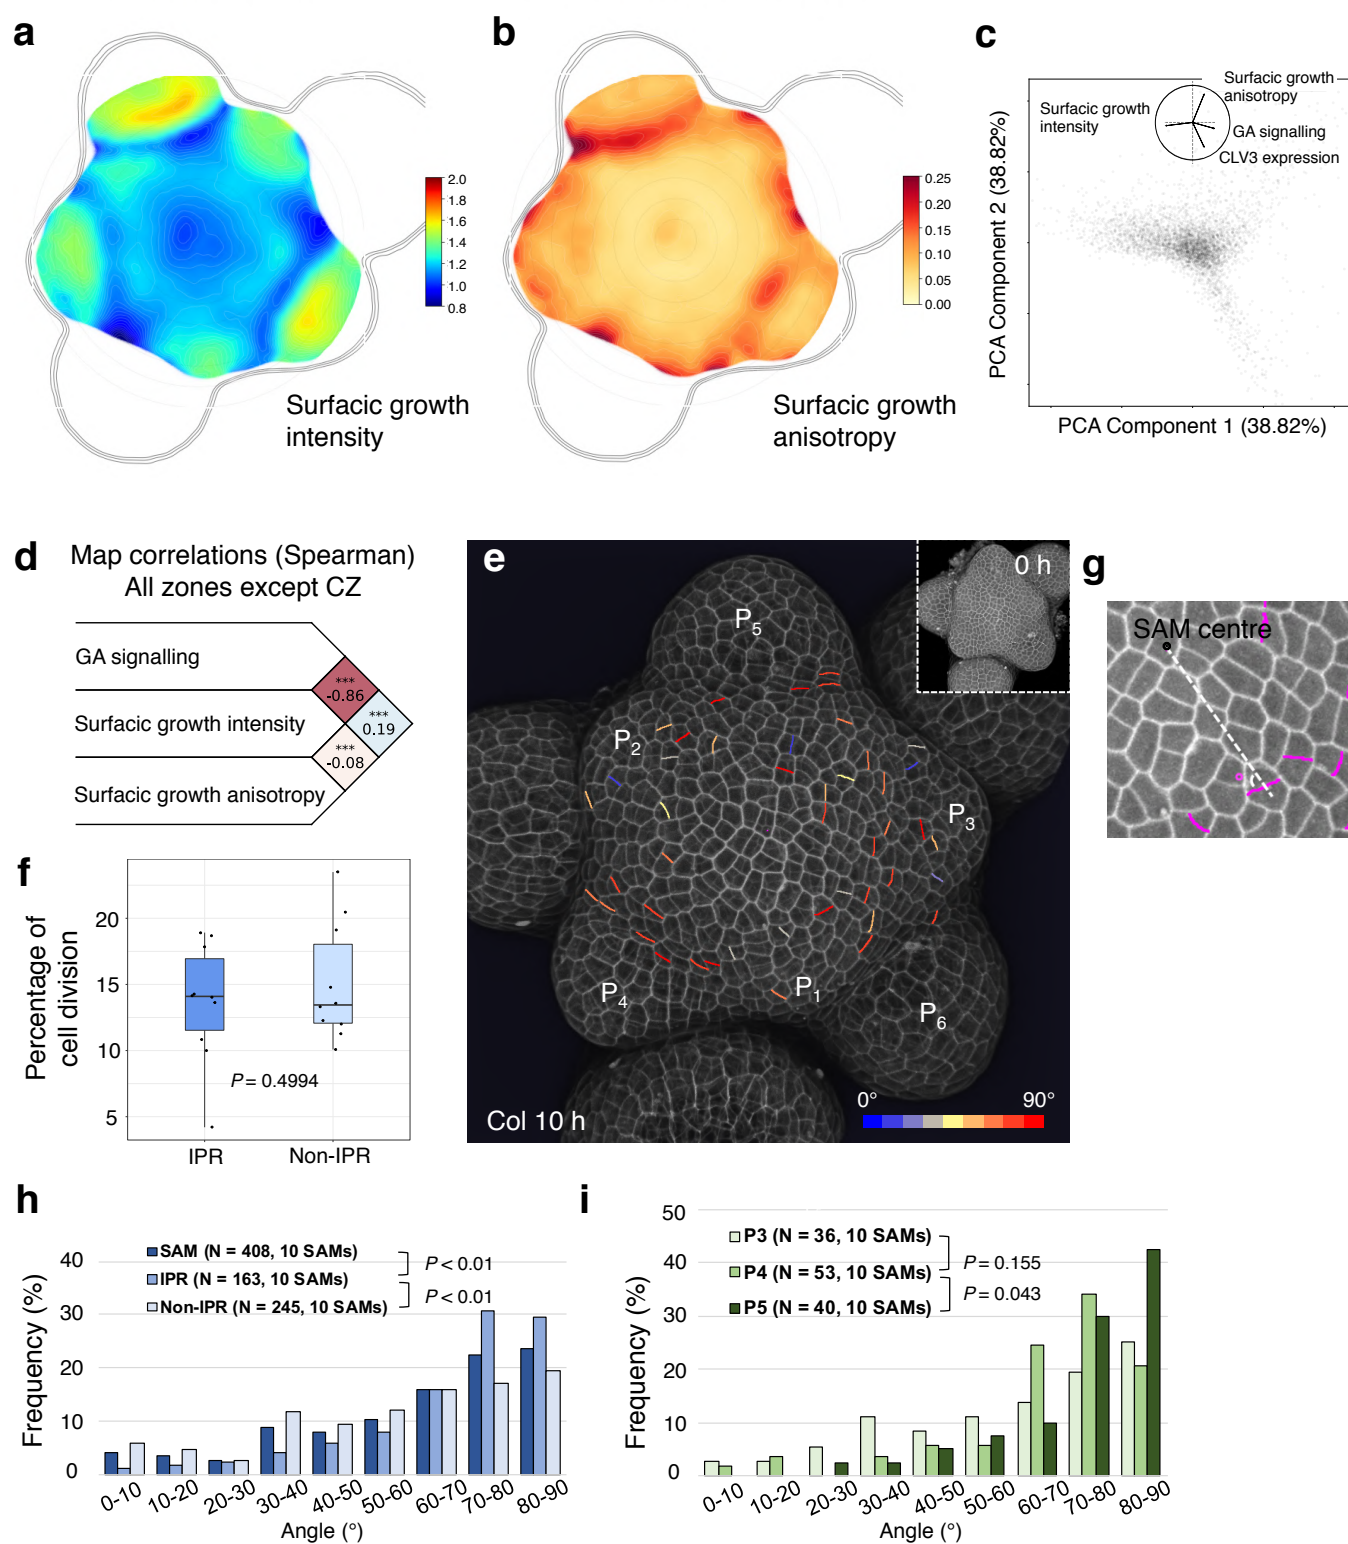 a
2.0
1.8
1.6
1.4
1.2
1.0
0.8
Surfacic growth
intensity
b
0.25
0.20
0.15
0.10
0.05
0.00
Surfacic growth
anisotropy
c
Surfacic growth
anisotropy
Surfacic growth
intensity
GA signalling
CLV3 expression
PCA Component 2 (38.82%)
PCA Component 1 (38.82%)
d
Map correlations (Spearman)
All zones except CZ
GA signalling
Surfacic growth intensity
Surfacic growth anisotropy
***
-0.86
***
0.19
***
-0.08
e
0 h
P5
P2
P3
P4
P1
P6
Col 10 h
0°
90°
g
SAM centre
f
Percentage of
cell division
20
15
10
5
P = 0.4994
IPR
Non-IPR
h
Frequency (%)
40
30
20
10
0
SAM (N = 408, 10 SAMs)
IPR (N = 163, 10 SAMs)
Non-IPR (N = 245, 10 SAMs)
P < 0.01
P < 0.01
0-10
10-20
20-30
30-40
40-50
50-60
60-70
70-80
80-90
Angle (°)
i
Frequency (%)
50
40
30
20
10
0
P3 (N = 36, 10 SAMs)
P4 (N = 53, 10 SAMs)
P5 (N = 40, 10 SAMs)
P = 0.155
P = 0.043
0-10
10-20
20-30
30-40
40-50
50-60
60-70
70-80
80-90
Angle (°)